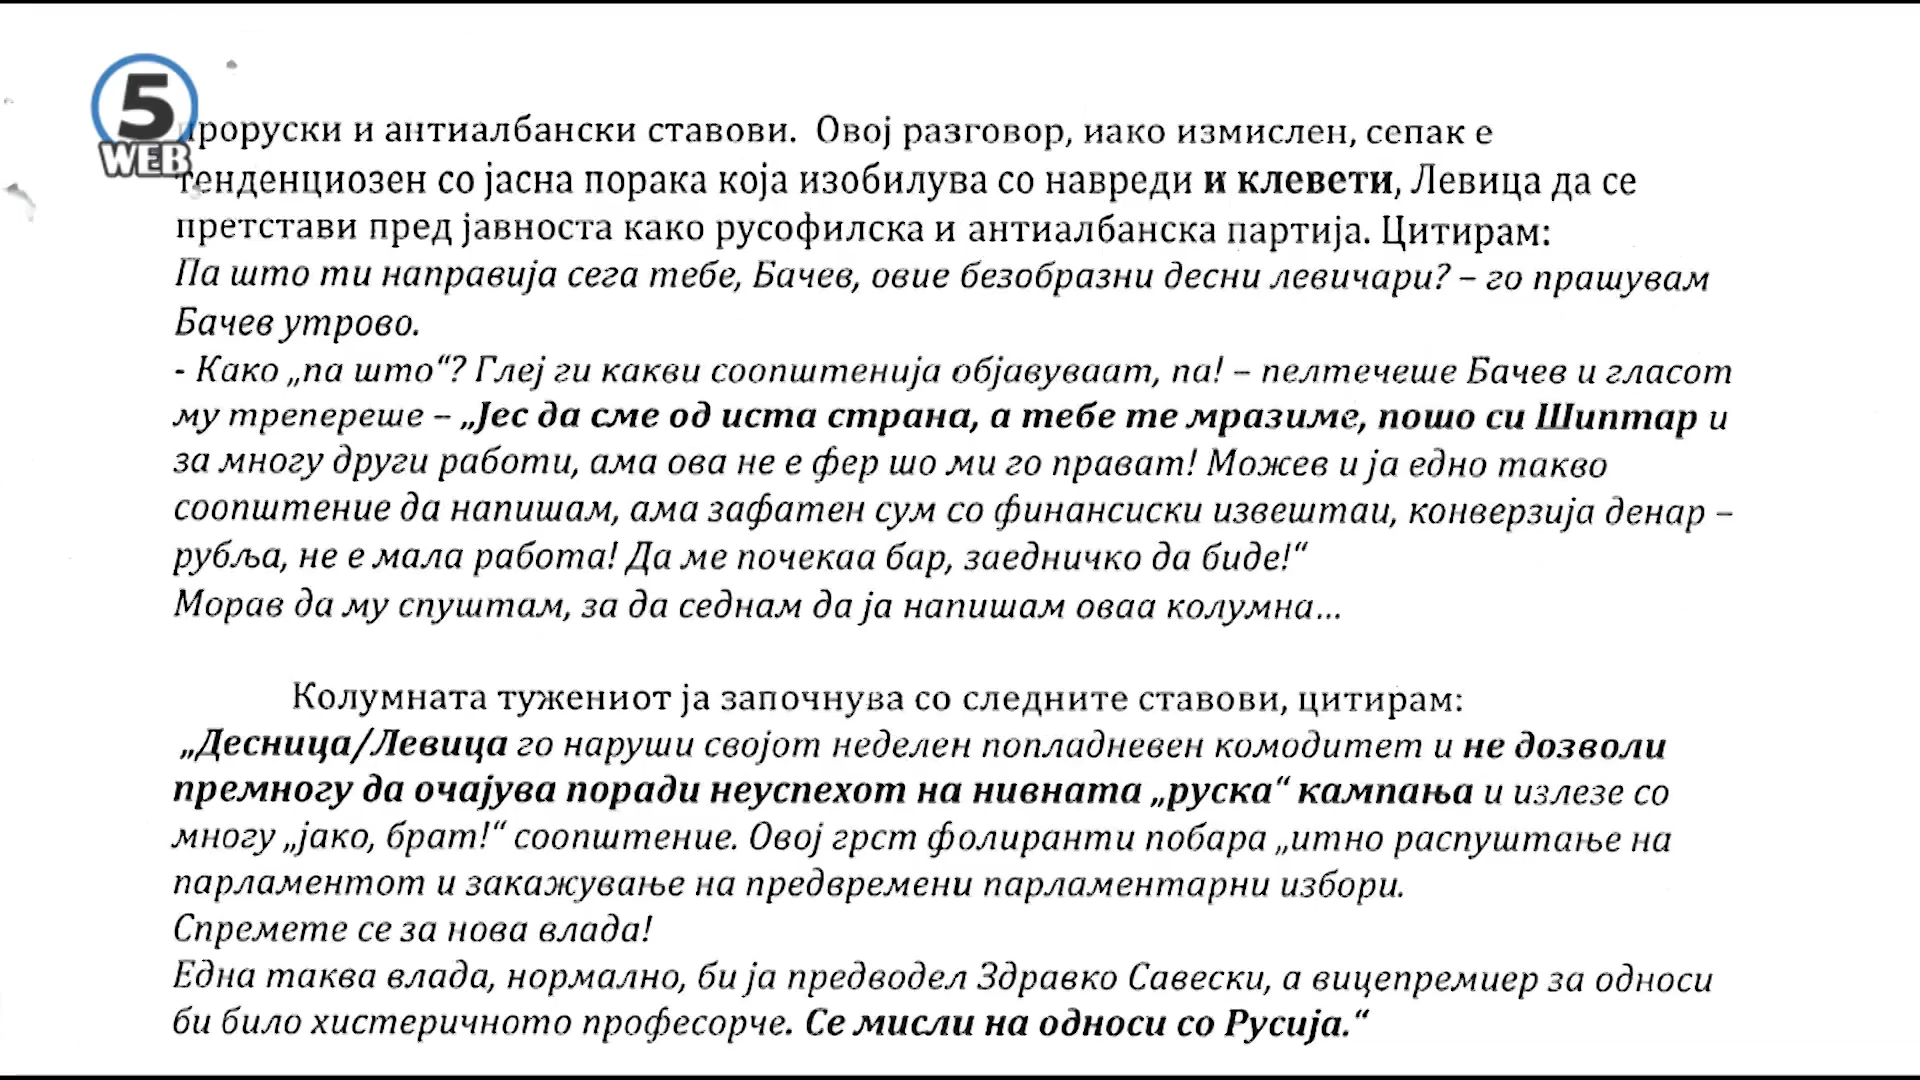 5
WEB
проруски и антиалбански ставови. Овој разговор, иако измислен, сепак е
тенденциозен со јасна порака која изобилува со навреди и клевети, Левица да се
претстави пред јавноста како русофилска и антиалбанска партија. Цитирам:
Па што ти направија сега тебе, Бачев, овие безобразни десни левичари? – го прашувам
Бачев утрово.
- Како „па што“? Глеј ги какви соопштенија објавуваат, па! – пелтечеше Бачев и гласот
му трепереше – „Јес да сме од иста страна, а тебе те мразиме, пошо си Шиптар и
за многу други работи, ама ова не е фер шо ми го прават! Можев и ја едно такво
соопштение да напишам, ама зафатен сум со финансиски извештаи, конверзија денар –
рубља, не е мала работа! Да ме почекаа бар, заедничко да биде!“
Морав да му спуштам, за да седнам да ја напишам оваа колумна...
Колумната тужениот ја започнува со следните ставови, цитирам:
„Десница/Левица го наруши својот неделен попладневен комодитет и не дозволи
премногу да очајува поради неуспехот на нивната „руска“ кампања и излезе со
многу „јако, брат!“ соопштение. Овој грст фолиранти побара „итно распуштање на
парламентот и закажување на предвремени парламентарни избори.
Спремете се за нова влада!
Една таква влада, нормално, би ја предводел Здравко Савески, а вицепремиер за односи
би било хистеричното професорче. Се мисли на односи со Русија.“